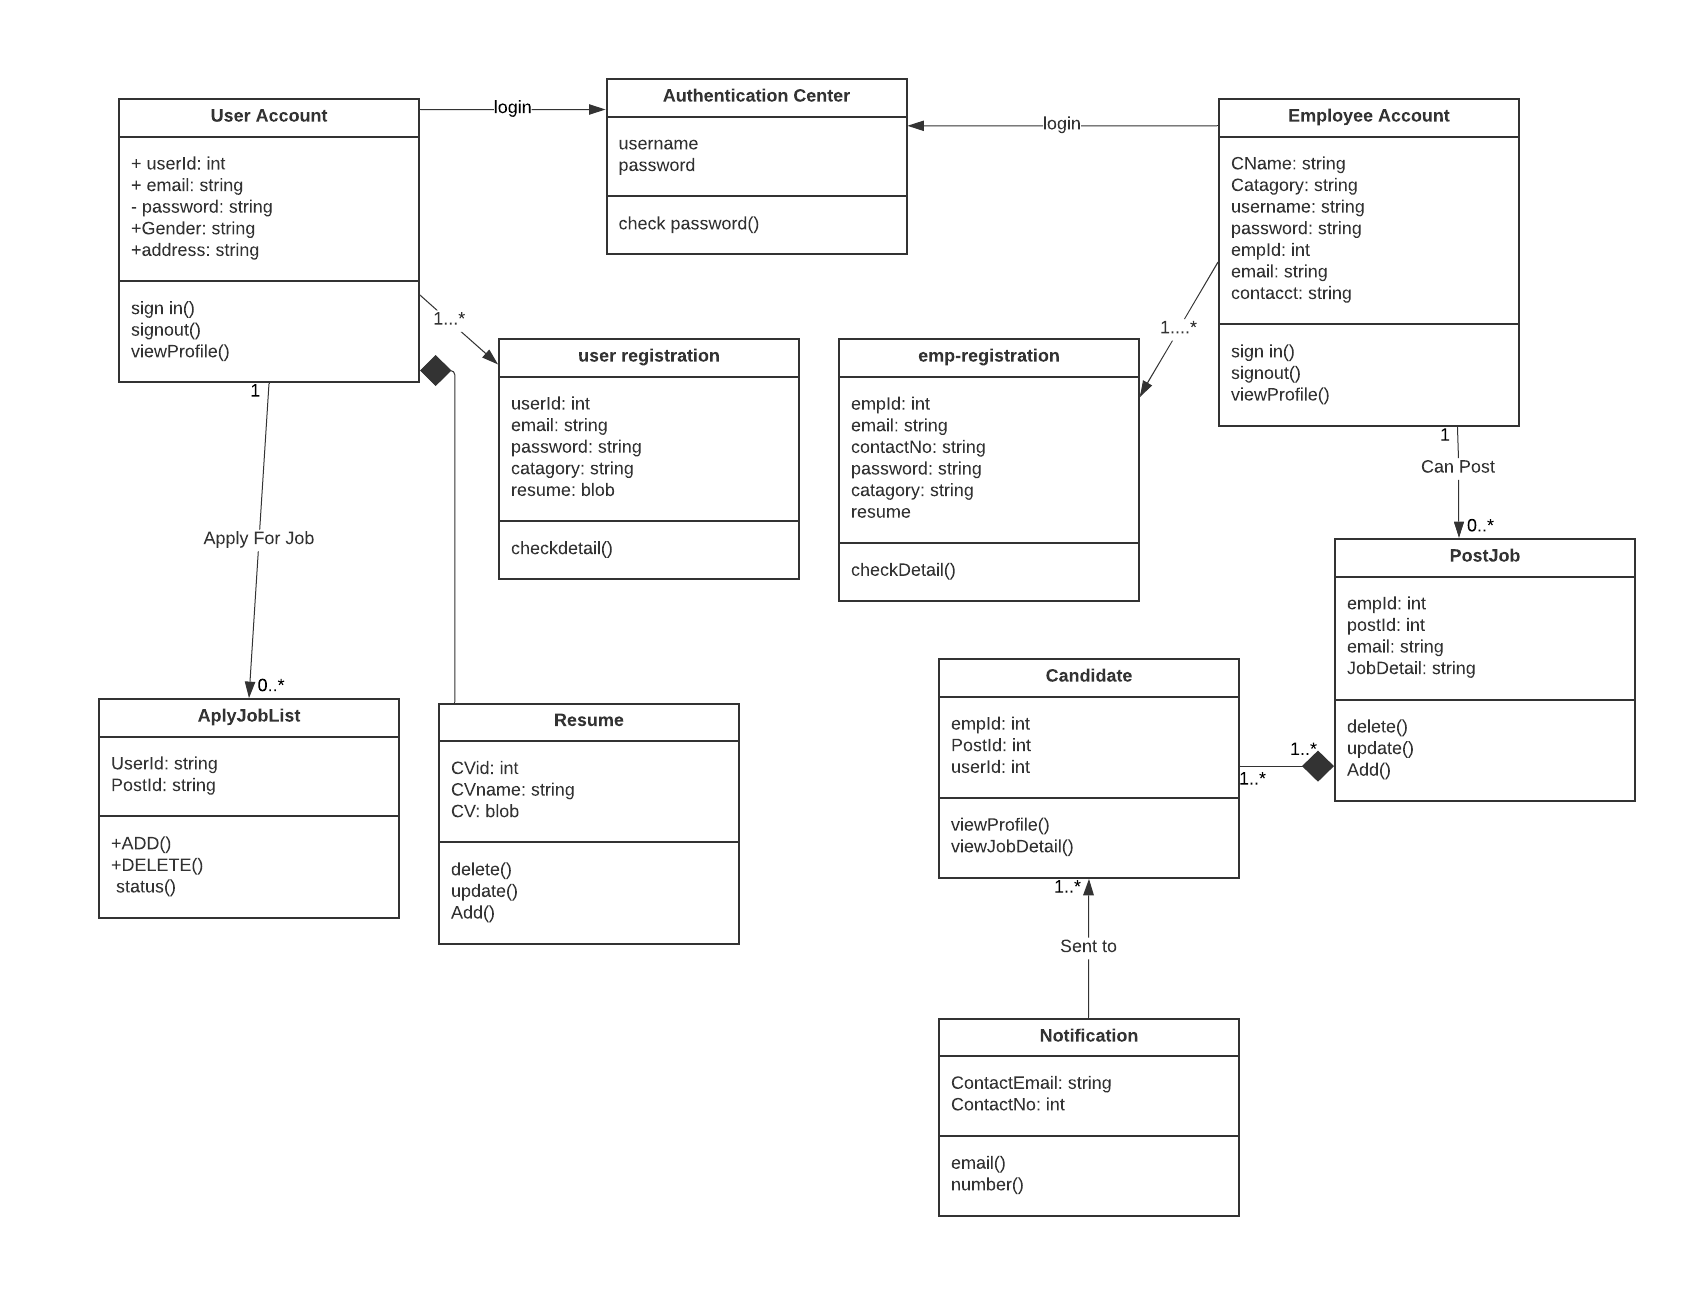 User Account
+ userId: int
+ email: string
- password: string
+Gender: string
+address: string
sign in()
signout()
viewProfile()
login
Authentication Center
username
password
check password()
login
Employee Account
CName: string
Catagory: string
username: string
password: string
empId: int
email: string
contacct: string
sign in()
signout()
viewProfile()
1...*
user registration
userId: int
email: string
password: string
catagory: string
resume: blob
checkdetail()
1....*
emp-registration
empId: int
email: string
contactNo: string
password: string
catagory: string
resume
checkDetail()
1
Apply For Job
0..*
1
Can Post
0..*
AplyJobList
UserId: string
PostId: string
+ADD()
+DELETE()
status()
Resume
CVid: int
CVname: string
CV: blob
delete()
update()
Add()
Candidate
empId: int
PostId: int
userId: int
viewProfile()
viewJobDetail()
1..*
1..*
PostJob
empId: int
postId: int
email: string
JobDetail: string
delete()
update()
Add()
1..*
Sent to
Notification
ContactEmail: string
ContactNo: int
email()
number()